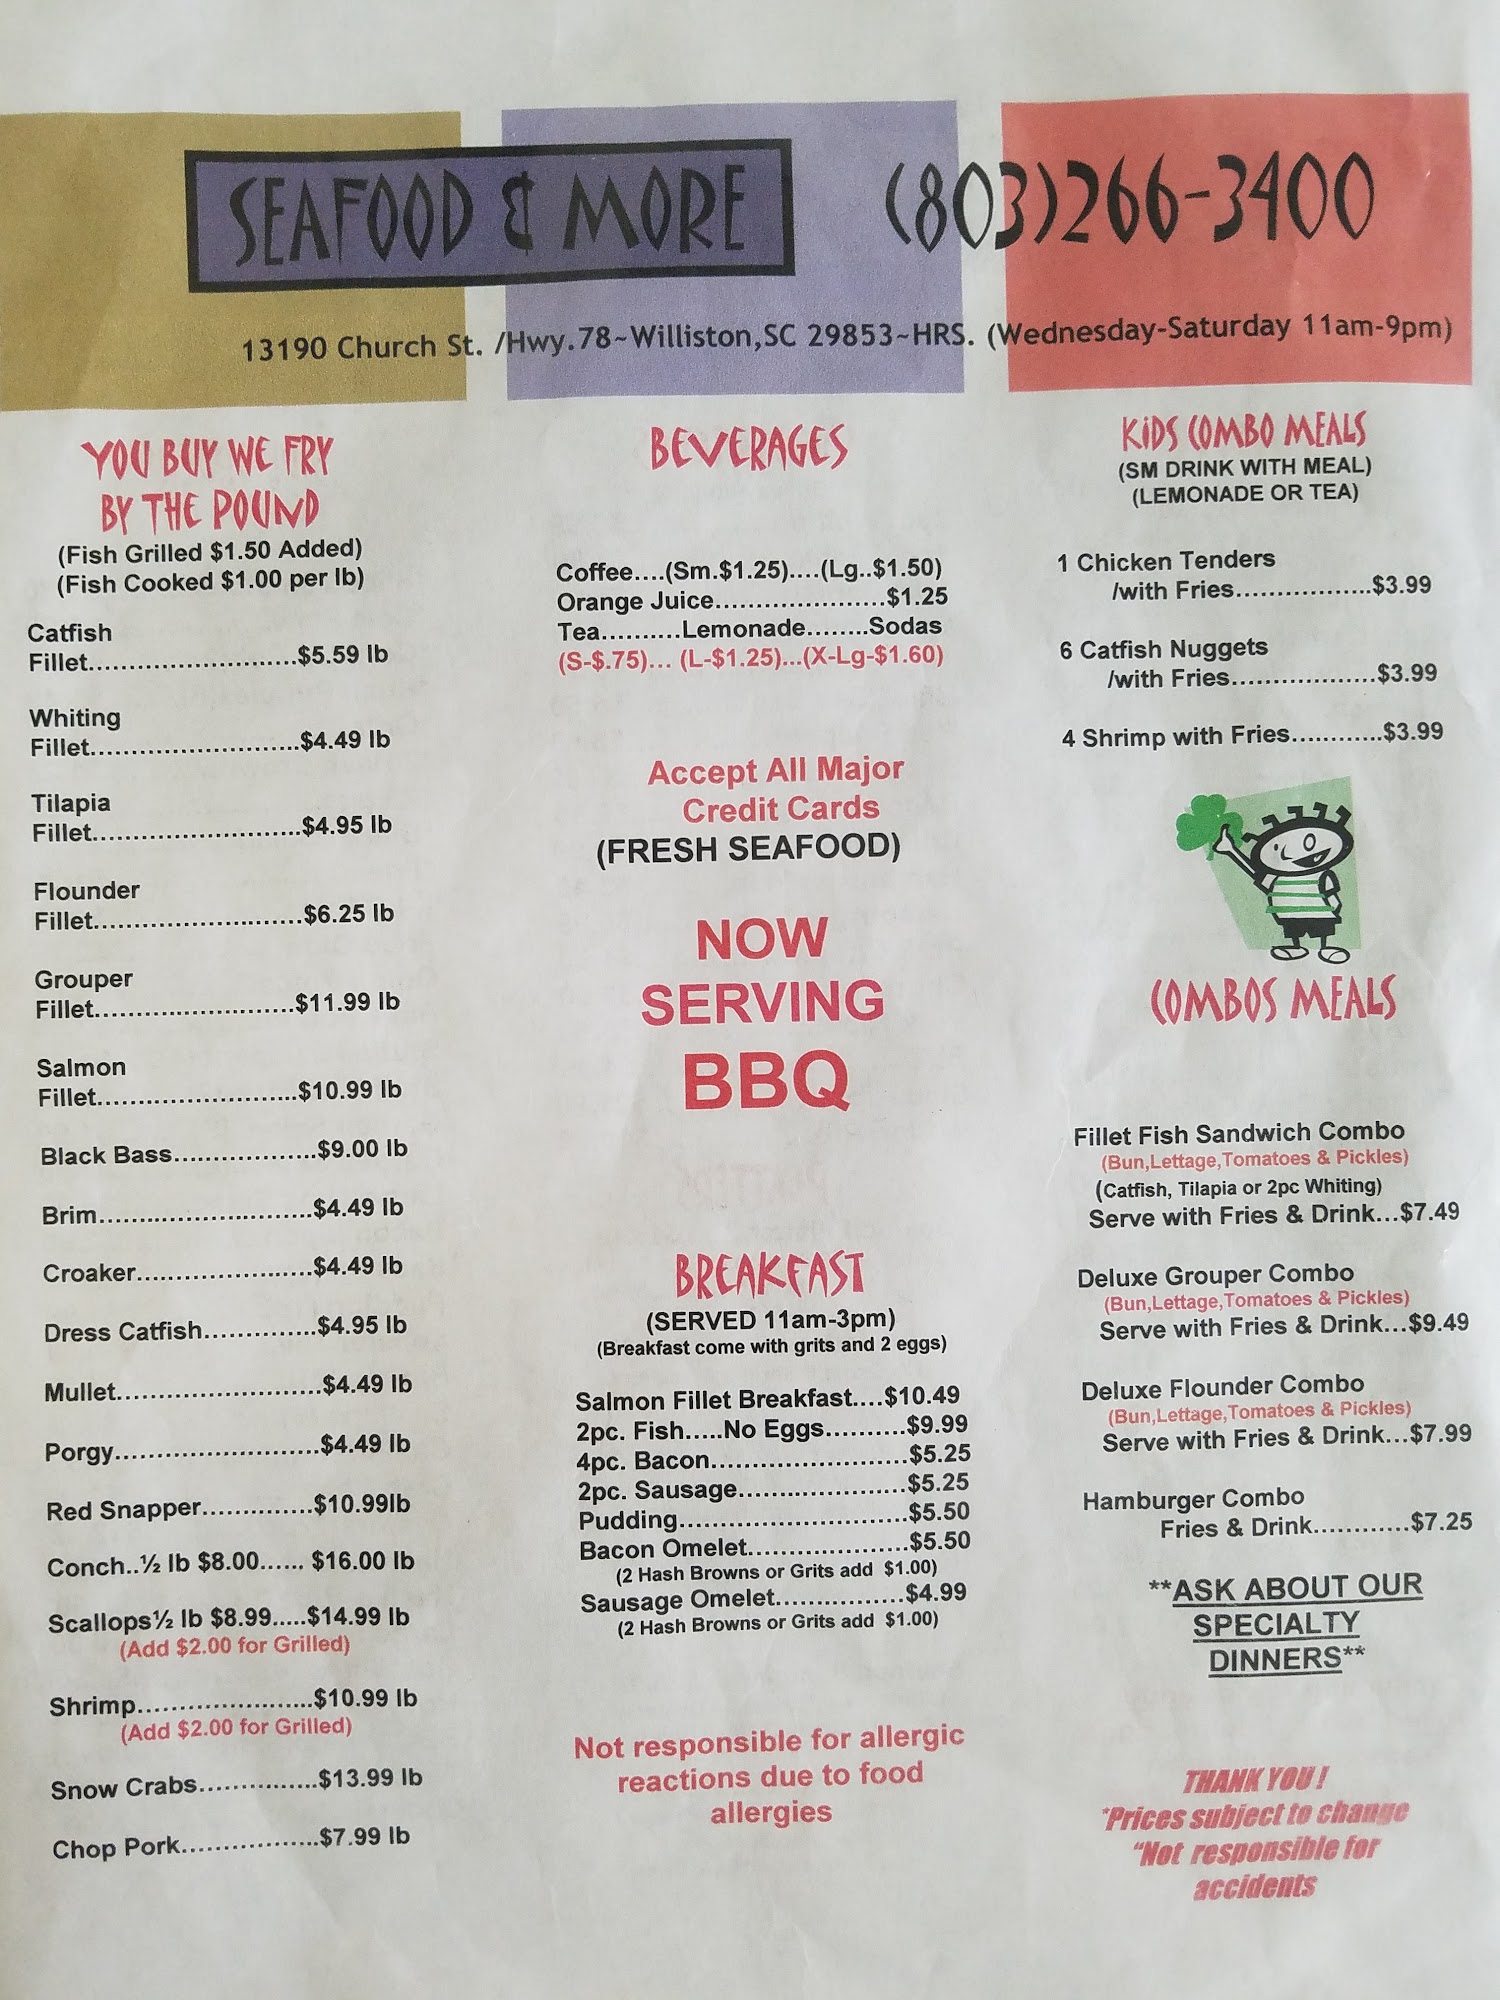 SEAFOOD & MORE (803)266-3400
13190 Church St. /Hwy.78~Williston,SC 29853~HRS. (Wednesday-Saturday 11am-9pm)
YOU BUY WE FRY
BY THE POUND
(Fish Grilled $1.50 Added)
(Fish Cooked $1.00 per lb)
Catfish
Fillet..........................$5.59 lb
Whiting
Fillet..........................$4.49 lb
Tilapia
Fillet..........................$4.95 lb
Flounder
Fillet..........................$6.25 lb
Grouper
Fillet.........................$11.99 lb
Salmon
Fillet.........................$10.99 lb
Black Bass..................$9.00 lb
Brim...........................$4.49 lb
Croaker......................$4.49 lb
Dress Catfish..............$4.95 lb
Mullet.........................$4.49 lb
Porgy.........................$4.49 lb
Red Snapper..............$10.99lb
Conch..½ lb $8.00...... $16.00 lb
Scallops½ lb $8.99.....$14.99 lb
(Add $2.00 for Grilled)
Shrimp......................$10.99 lb
(Add $2.00 for Grilled)
Snow Crabs...............$13.99 lb
Chop Pork.................$7.99 lb
BEVERAGES
Coffee....(Sm.$1.25)....(Lg..$1.50)
Orange Juice.....................$1.25
Tea..........Lemonade........Sodas
(S-$.75)... (L-$1.25)...(X-Lg-$1.60)
Accept All Major
Credit Cards
(FRESH SEAFOOD)
NOW
SERVING
BBQ
BREAKFAST
(SERVED 11am-3pm)
(Breakfast come with grits and 2 eggs)
Salmon Fillet Breakfast....$10.49
2pc. Fish.....No Eggs..........$9.99
4pc. Bacon........................$5.25
2pc. Sausage.....................$5.25
Pudding............................$5.50
Bacon Omelet....................$5.50
(2 Hash Browns or Grits add $1.00)
Sausage Omelet................$4.99
(2 Hash Browns or Grits add $1.00)
Not responsible for allergic
reactions due to food
allergies
KiDS COMBO MEALS
(SM DRINK WITH MEAL)
(LEMONADE OR TEA)
1 Chicken Tenders
/with Fries.................$3.99
6 Catfish Nuggets
/with Fries..................$3.99
4 Shrimp with Fries............$3.99
COMBOS MEALS
Fillet Fish Sandwich Combo
(Bun,Lettage,Tomatoes & Pickles)
(Catfish, Tilapia or 2pc Whiting)
Serve with Fries & Drink...$7.49
Deluxe Grouper Combo
(Bun,Lettage,Tomatoes & Pickles)
Serve with Fries & Drink...$9.49
Deluxe Flounder Combo
(Bun,Lettage,Tomatoes & Pickles)
Serve with Fries & Drink...$7.99
Hamburger Combo
Fries & Drink............$7.25
**ASK ABOUT OUR
SPECIALTY
DINNERS**
THANK YOU !
*Prices subject to change
"Not responsible for
accidents